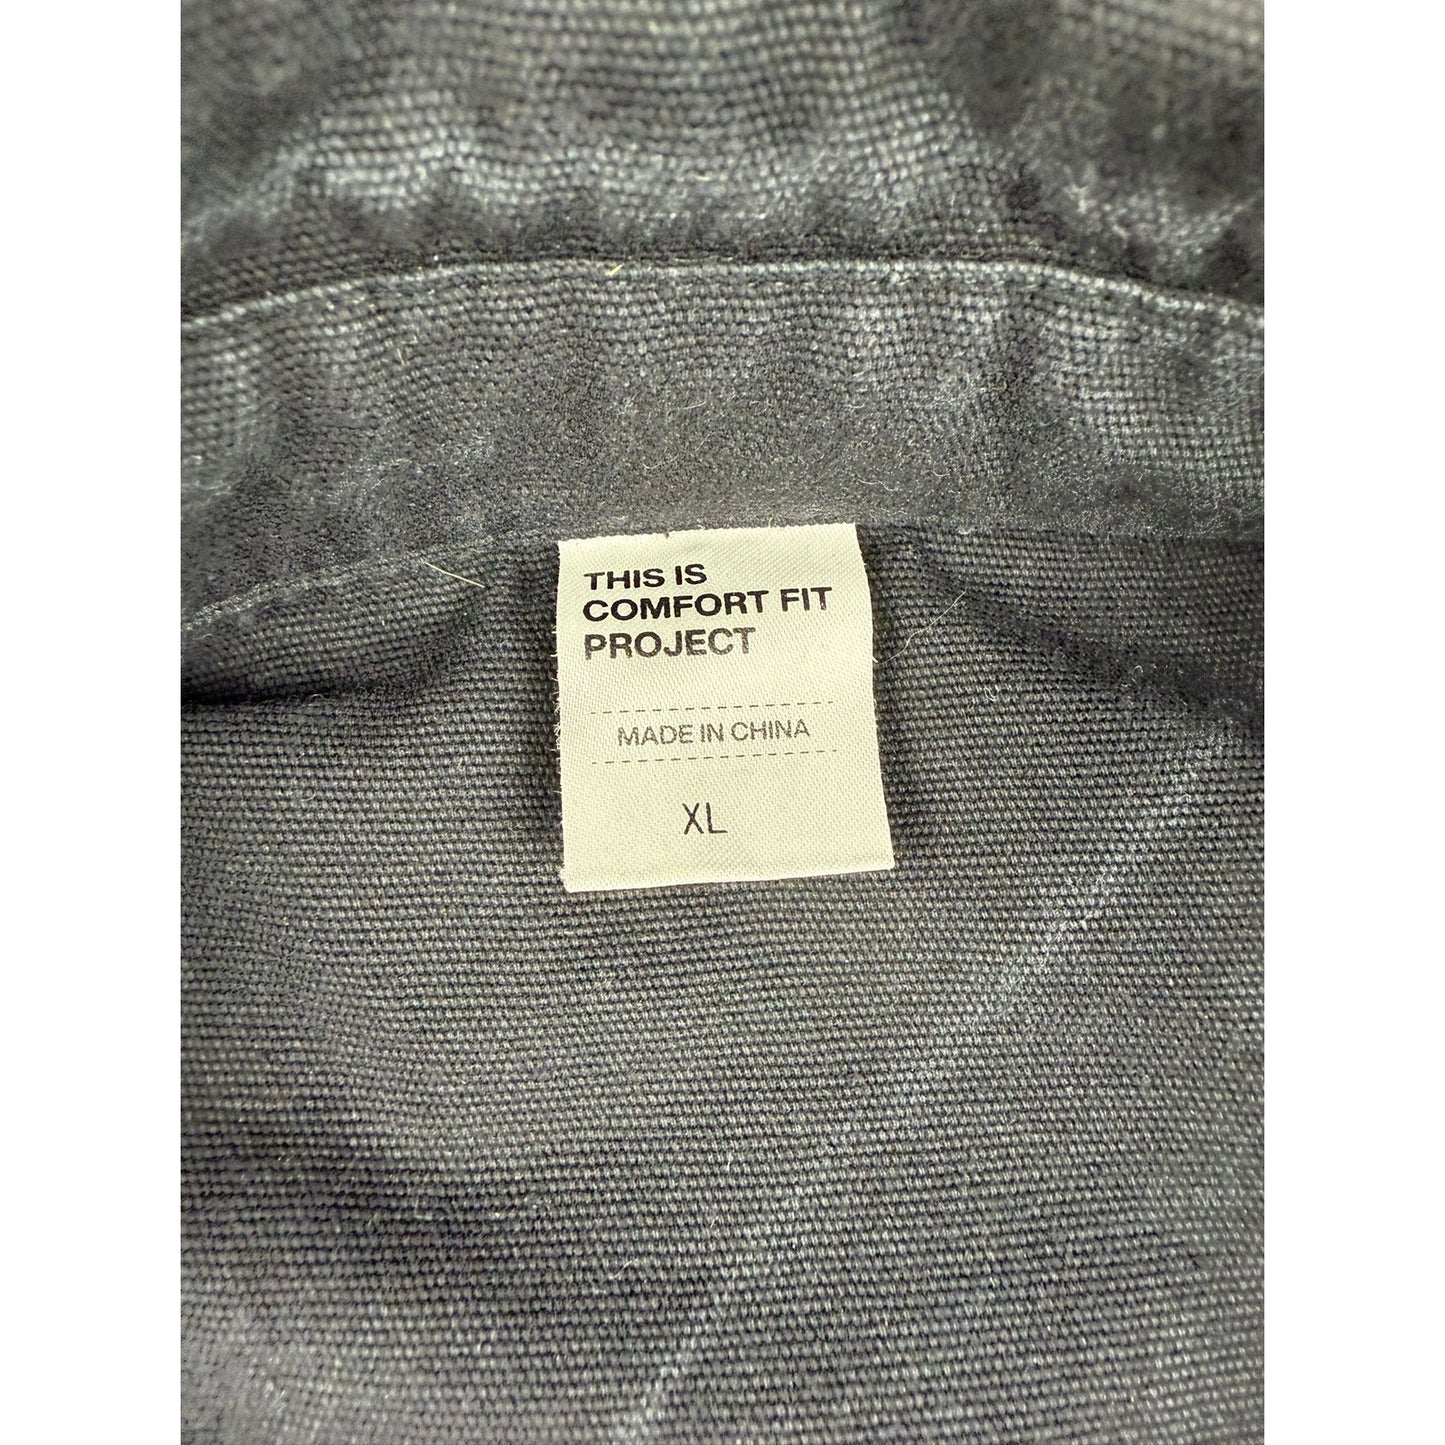 THIS IS
COMFORT FIT
PROJECT
MADE IN CHINA
XL